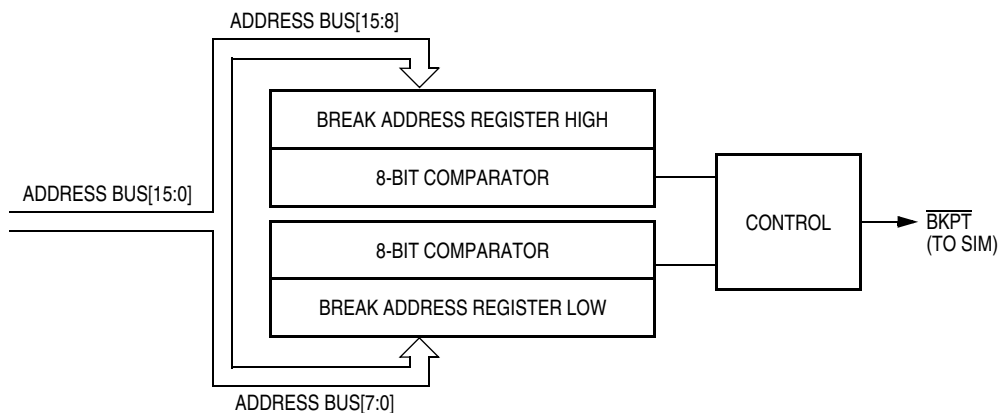 ADDRESS BUS[15:8]
BREAK ADDRESS REGISTER HIGH
8-BIT COMPARATOR
ADDRESS BUS[15:0]
CONTROL
BKPT
(TO SIM)
8-BIT COMPARATOR
BREAK ADDRESS REGISTER LOW
ADDRESS BUS[7:0]